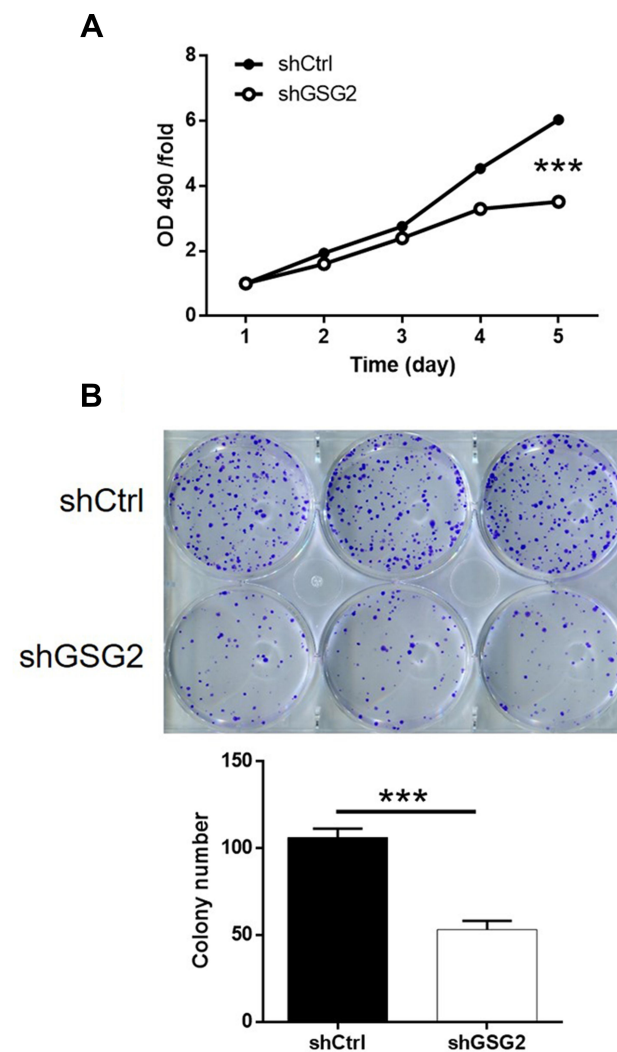 A
8
shCtrl
shGSG2
6
OD 490 /fold
***
4
2
0
1 2 3 4 5
Time (day)
B
shCtrl
shGSG2
150
***
Colony number
100
50
0
shCtrl shGSG2